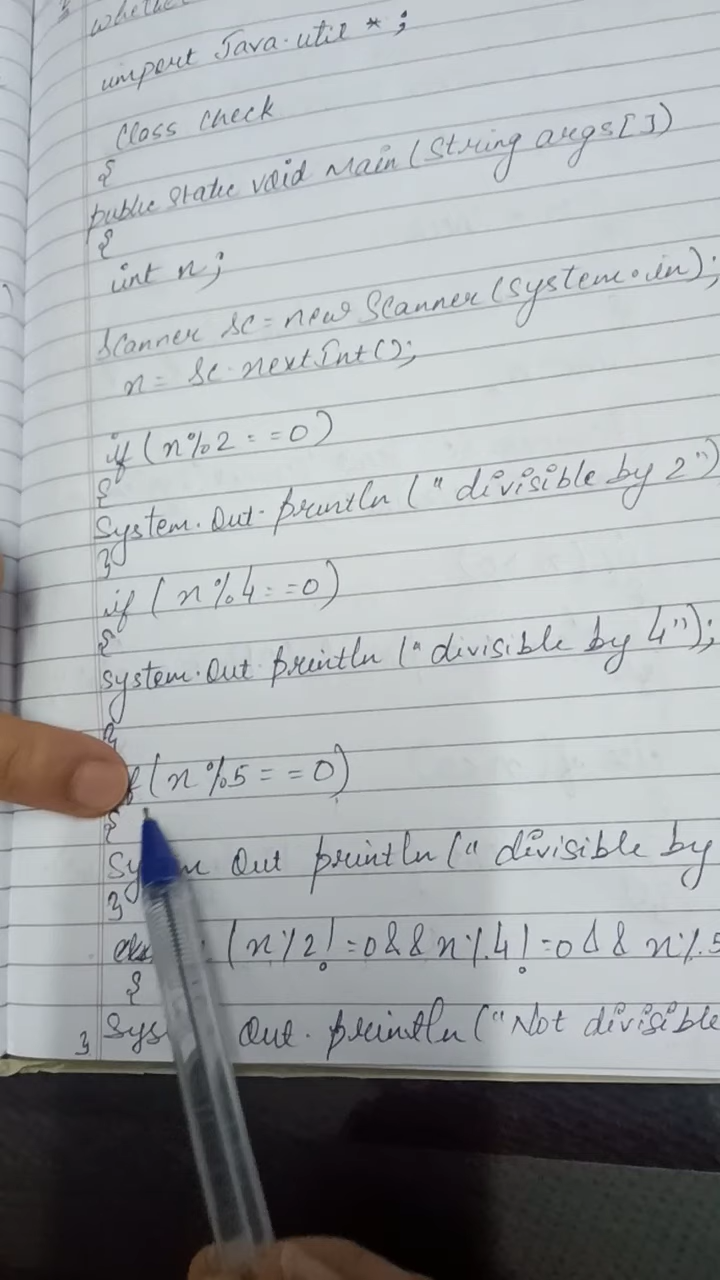 whether
import Java.util *;
Class Check
{
public static void Main (String args[])
{
int n;
Scanner Sc = new Scanner (System.in);
n = Sc.nextInt();
if (n%2 == 0)
{
System.Out.println (" divisible by 2")
}
if (n%4 == 0)
{
System.Out println (" divisible by 4");
}
(n%5 == 0)
{
Out println (" divisible by
}
(n%2!=0 && n%4!=0 && n%5
{
} Out. println ("Not divisible